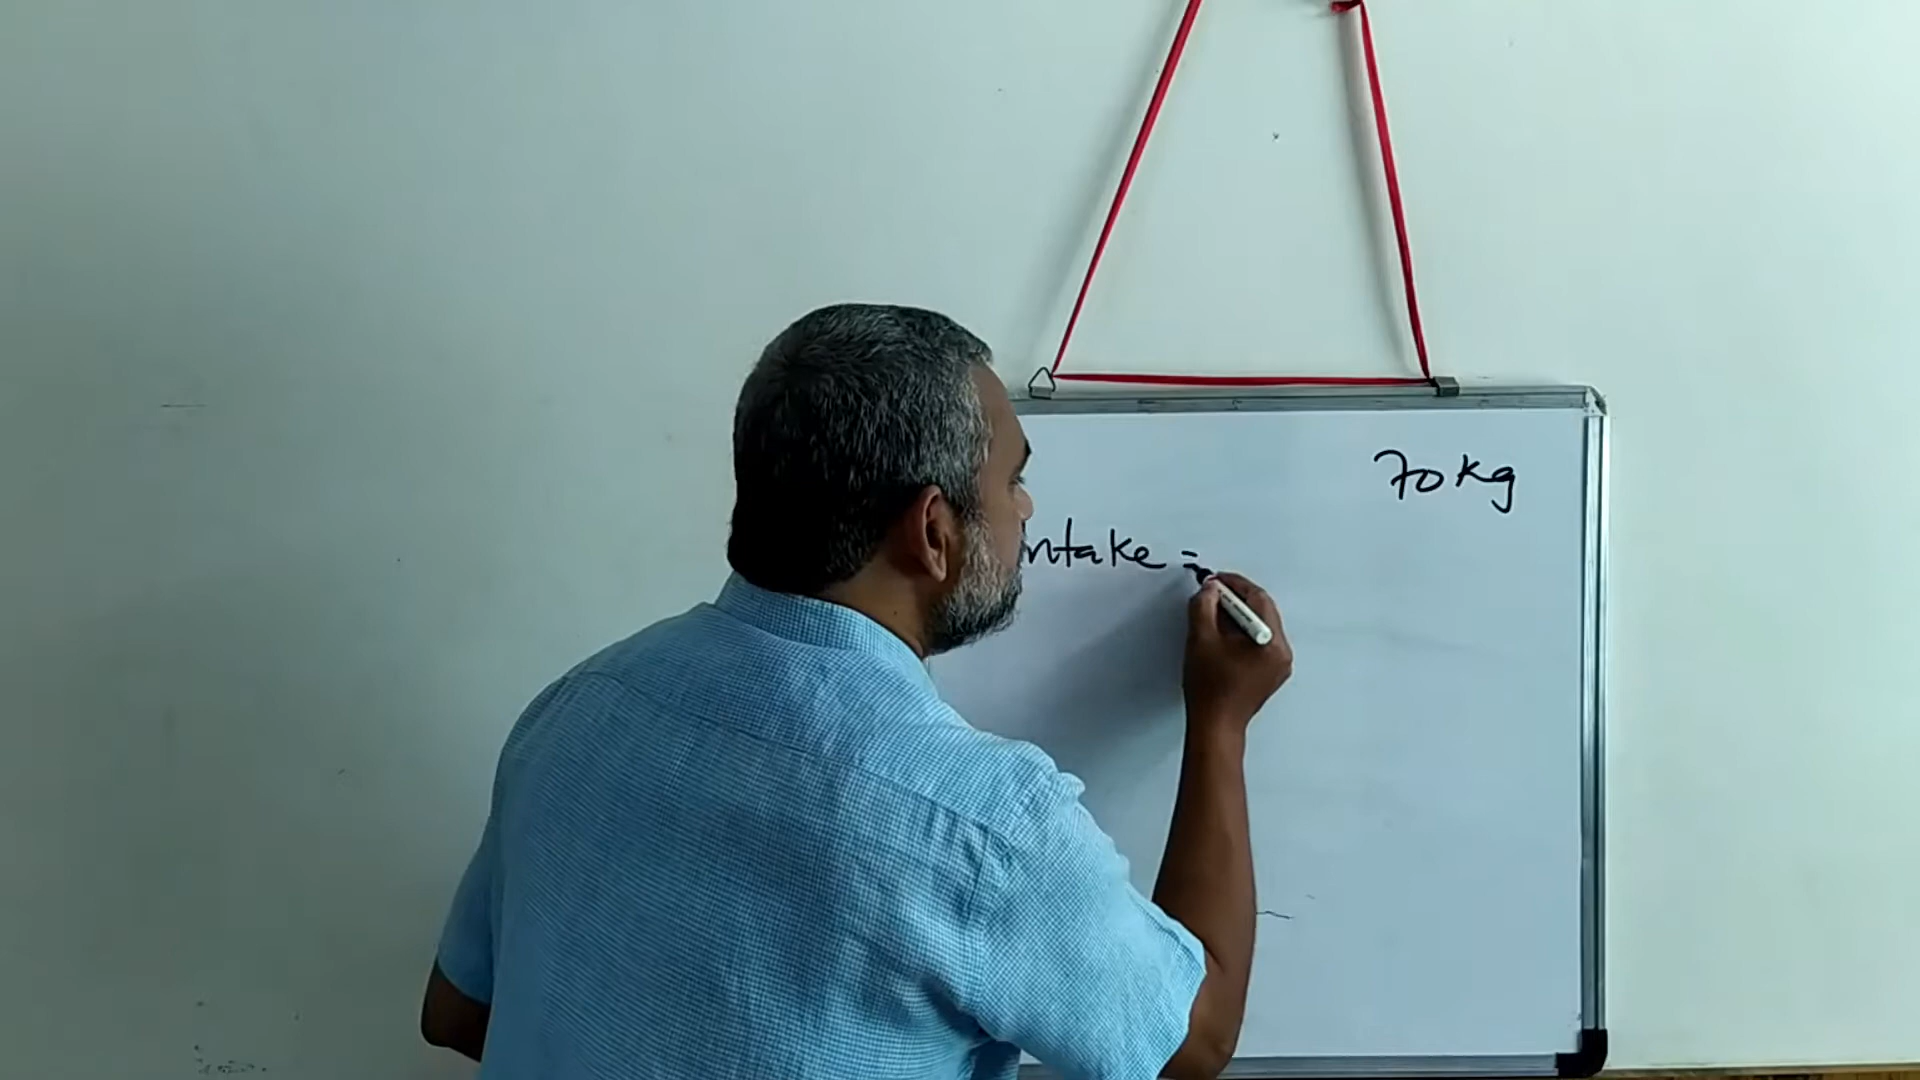 70 kg
ntake =